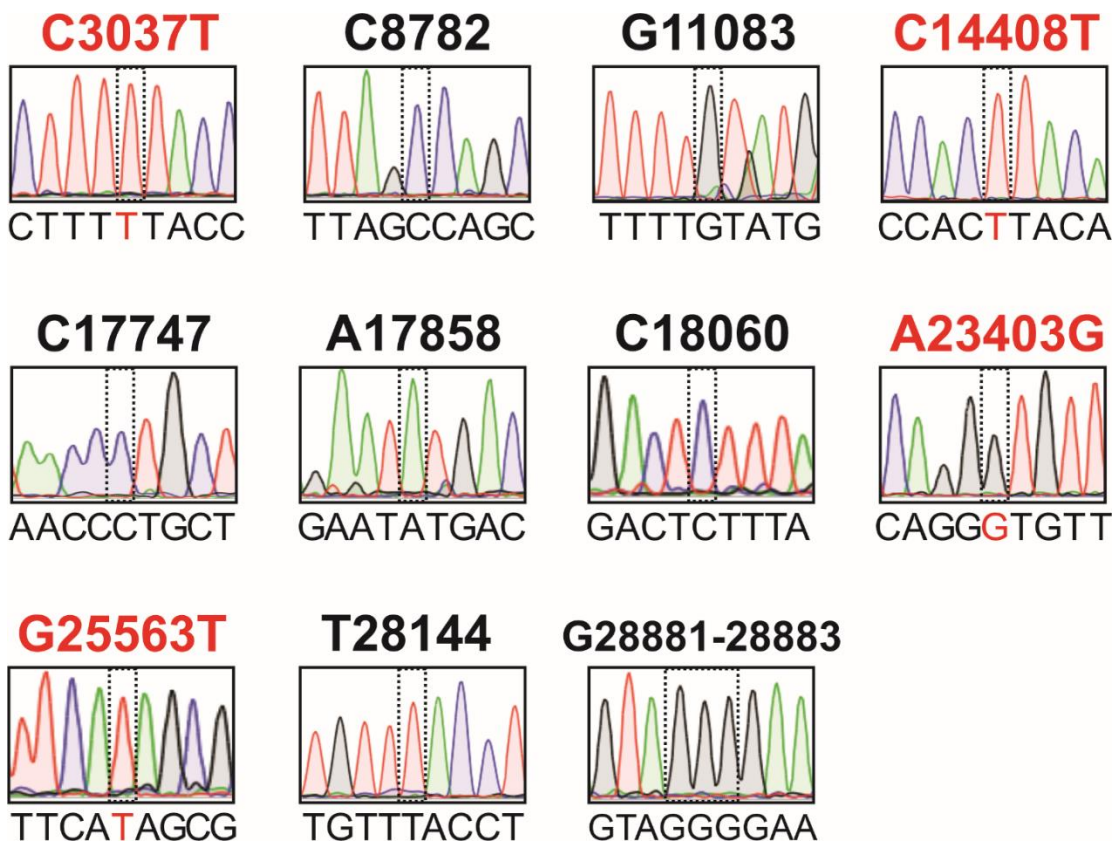 C3037T C8782 G11083 C14408T
CTTTTTACC TTAGCCAGC TTTTGTATG CCACTTACA
C17747 A17858 C18060 A23403G
AACCCTGCT GAATATGAC GACTCTTTA CAGGGTGTT
G25563T T28144 G28881-28883
TTCATAGCG TGTTTACCT GTAGGGGAA